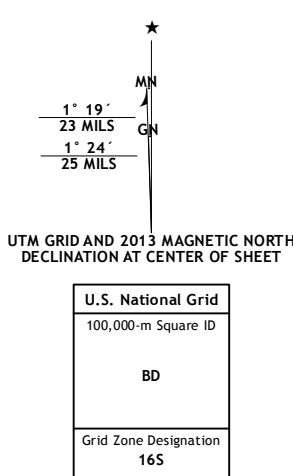 ★
MN
1° 19´
23 MILS
GN
1° 24´
25 MILS
UTM GRID AND 2013 MAGNETIC NORTH
DECLINATION AT CENTER OF SHEET
U.S. National Grid
100,000-m Square ID
BD
Grid Zone Designation
16S